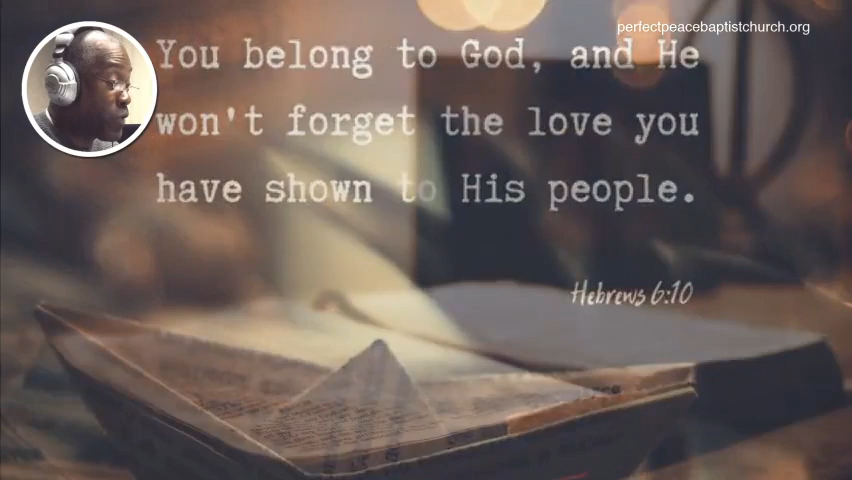 perfectpeacebaptistchurch.org
You belong to God, and He
won't forget the love you
have shown to His people.
Hebrews 6:10